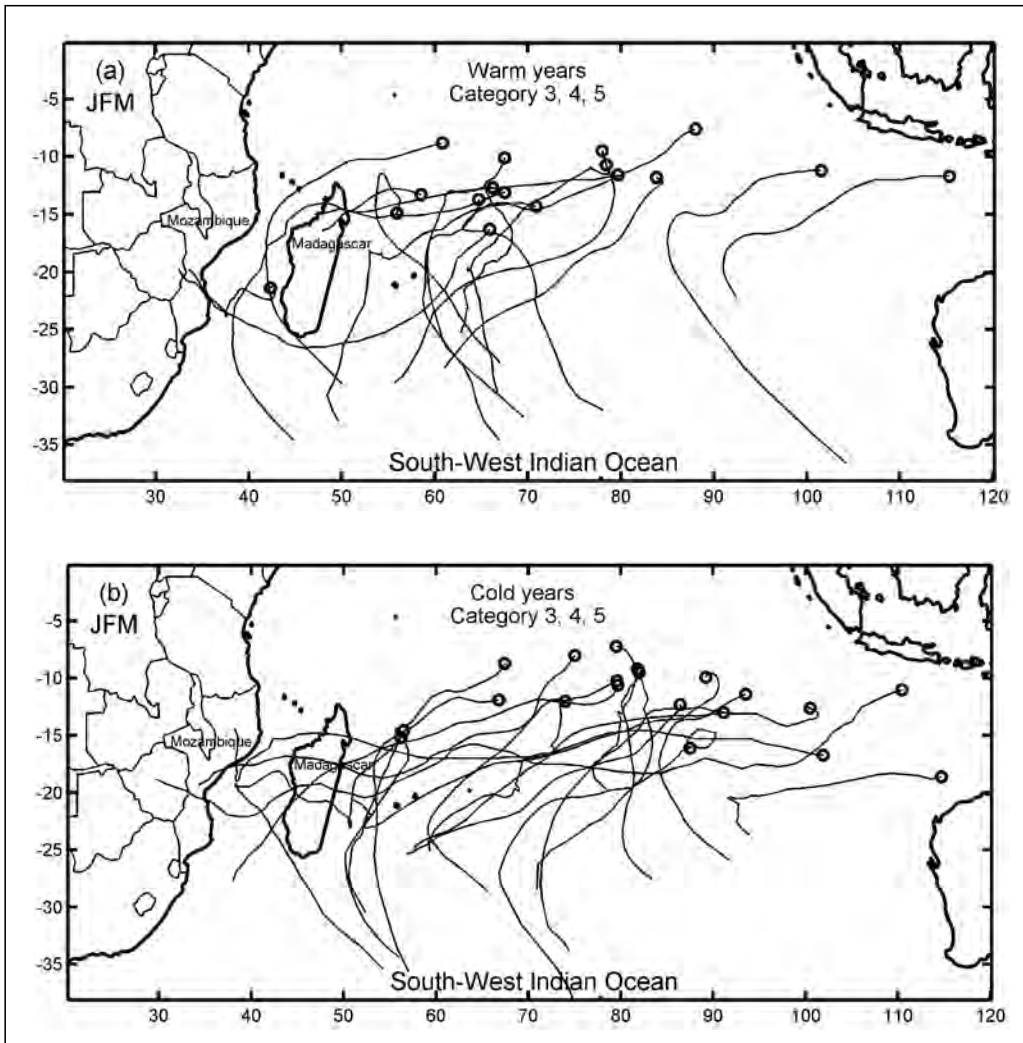 (a)
JFM
Warm years
Category 3, 4, 5
-5
-10
-15
-20
-25
-30
-35
Mozambique
Madagascar
South-West Indian Ocean
30 40 50 60 70 80 90 100 110 120
(b)
JFM
Cold years
Category 3, 4, 5
-5
-10
-15
-20
-25
-30
-35
Mozambique
Madagascar
South-West Indian Ocean
30 40 50 60 70 80 90 100 110 120